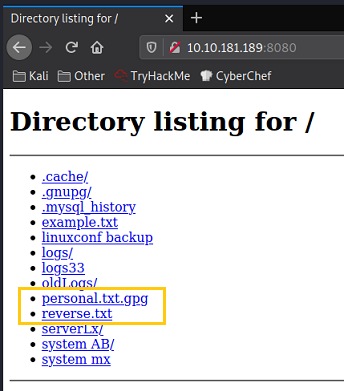 Directory listing for /
10.10.181.189:8080
Kali Other TryHackMe CyberChef
Directory listing for /
.cache/
.gnupg/
.mysql_history
example.txt
linuxconf backup
logs/
logs33
oldLogs/
personal.txt.gpg
reverse.txt
serverLx/
system AB/
system mx